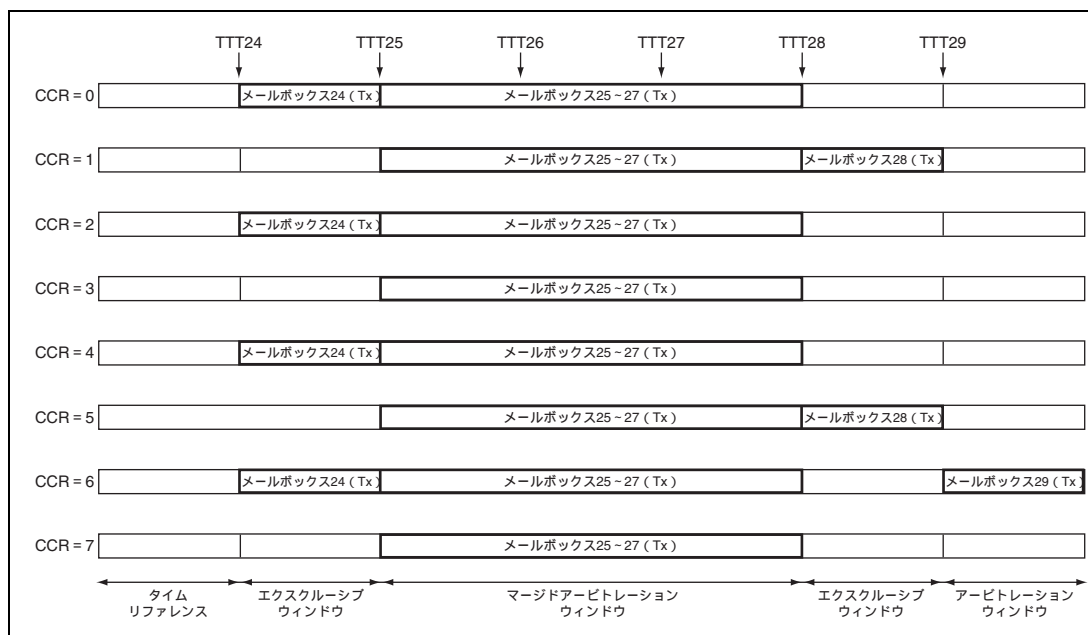 TTT24 TTT25 TTT26 TTT27 TTT28 TTT29
CCR = 0 メールボックス24 ( Tx ) メールボックス25~27 ( Tx )
CCR = 1 メールボックス25~27 ( Tx ) メールボックス28 ( Tx )
CCR = 2 メールボックス24 ( Tx ) メールボックス25~27 ( Tx )
CCR = 3 メールボックス25~27 ( Tx )
CCR = 4 メールボックス24 ( Tx ) メールボックス25~27 ( Tx )
CCR = 5 メールボックス25~27 ( Tx ) メールボックス28 ( Tx )
CCR = 6 メールボックス24 ( Tx ) メールボックス25~27 ( Tx ) メールボックス29 ( Tx )
CCR = 7 メールボックス25~27 ( Tx )
タイム エクスクルーシブ マージドアービトレーション エクスクルーシブ アービトレーション
リファレンス ウィンドウ ウィンドウ ウィンドウ ウィンドウ